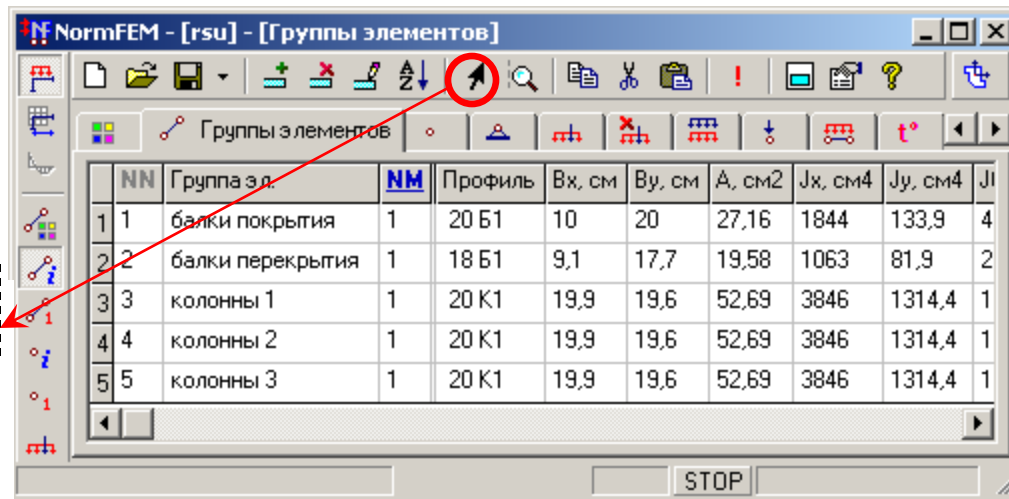 NormFEM - [rsu] - [Группы элементов]
Группы элементов t°
NN Группа эл. NM Профиль Bx, см By, см A, см2 Jx, см4 Jy, см4
1 1 балки покрытия 1 20 Б1 10 20 27,16 1844 133,9 4
2 2 балки перекрытия 1 18 Б1 9,1 17,7 19,58 1063 81,9 2
3 3 колонны 1 1 20 К1 19,9 19,6 52,69 3846 1314,4 1
4 4 колонны 2 1 20 К1 19,9 19,6 52,69 3846 1314,4 1
5 5 колонны 3 1 20 К1 19,9 19,6 52,69 3846 1314,4 1
STOP